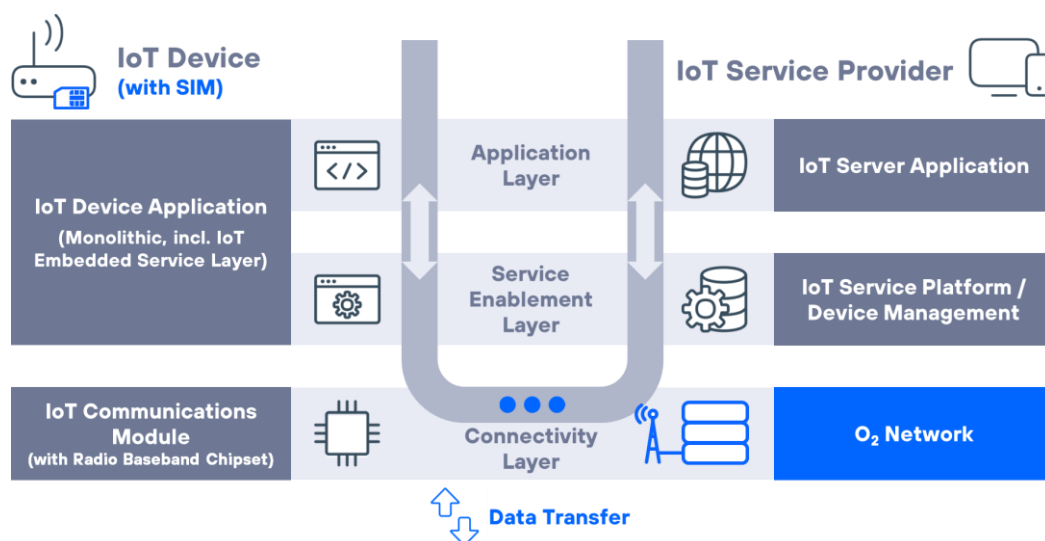 IoT Device
(with SIM)
IoT Service Provider
IoT Device Application
(Monolithic, incl. IoT
Embedded Service Layer)
</>
Application
Layer
IoT Server Application
Service
Enablement
Layer
IoT Service Platform /
Device Management
IoT Communications
Module
(with Radio Baseband Chipset)
Connectivity
Layer
O₂ Network
Data Transfer